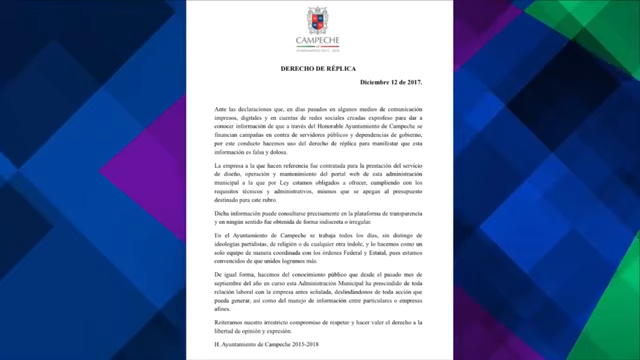 CAMPECHE
AYUNTAMIENTO 2015 - 2018
DERECHO DE RÉPLICA
Diciembre 12 de 2017.
Ante las declaraciones que, en días pasados en algunos medios de comunicación
impresos, digitales y en cuentas de redes sociales creadas exprofeso para dar a
conocer información de que a través del Honorable Ayuntamiento de Campeche se
financian campañas en contra de servidores públicos y dependencias de gobierno,
por este conducto hacemos uso del derecho de réplica para manifestar que esta
información es falsa y dolosa.
La empresa a la que hacen referencia fue contratada para la prestación del servicio
de diseño, operación y mantenimiento del portal web de esta administración
municipal a la que por Ley estamos obligados a ofrecer, cumpliendo con los
requisitos técnicos y administrativos, mismos que se apegan al presupuesto
destinado para este rubro.
Dicha información puede consultarse precisamente en la plataforma de transparencia
y en ningún sentido fue obtenida de forma indiscreta o irregular.
En el Ayuntamiento de Campeche se trabaja todos los días, sin distingo de
ideologías partidistas, de religión o de cualquier otra índole, y lo hacemos como un
solo equipo de manera coordinada con los órdenes Federal y Estatal, pues estamos
convencidos de que unidos logramos más.
De igual forma, hacemos del conocimiento público que desde el pasado mes de
septiembre del año en curso esta Administración Municipal ha prescindido de toda
relación laboral con la empresa antes señalada, deslindándonos de toda acción que
pueda generar, así como del manejo de información entre particulares o empresas
afines.
Reiteramos nuestro irrestricto compromiso de respetar y hacer valer el derecho a la
libertad de opinión y expresión.
H. Ayuntamiento de Campeche 2015-2018